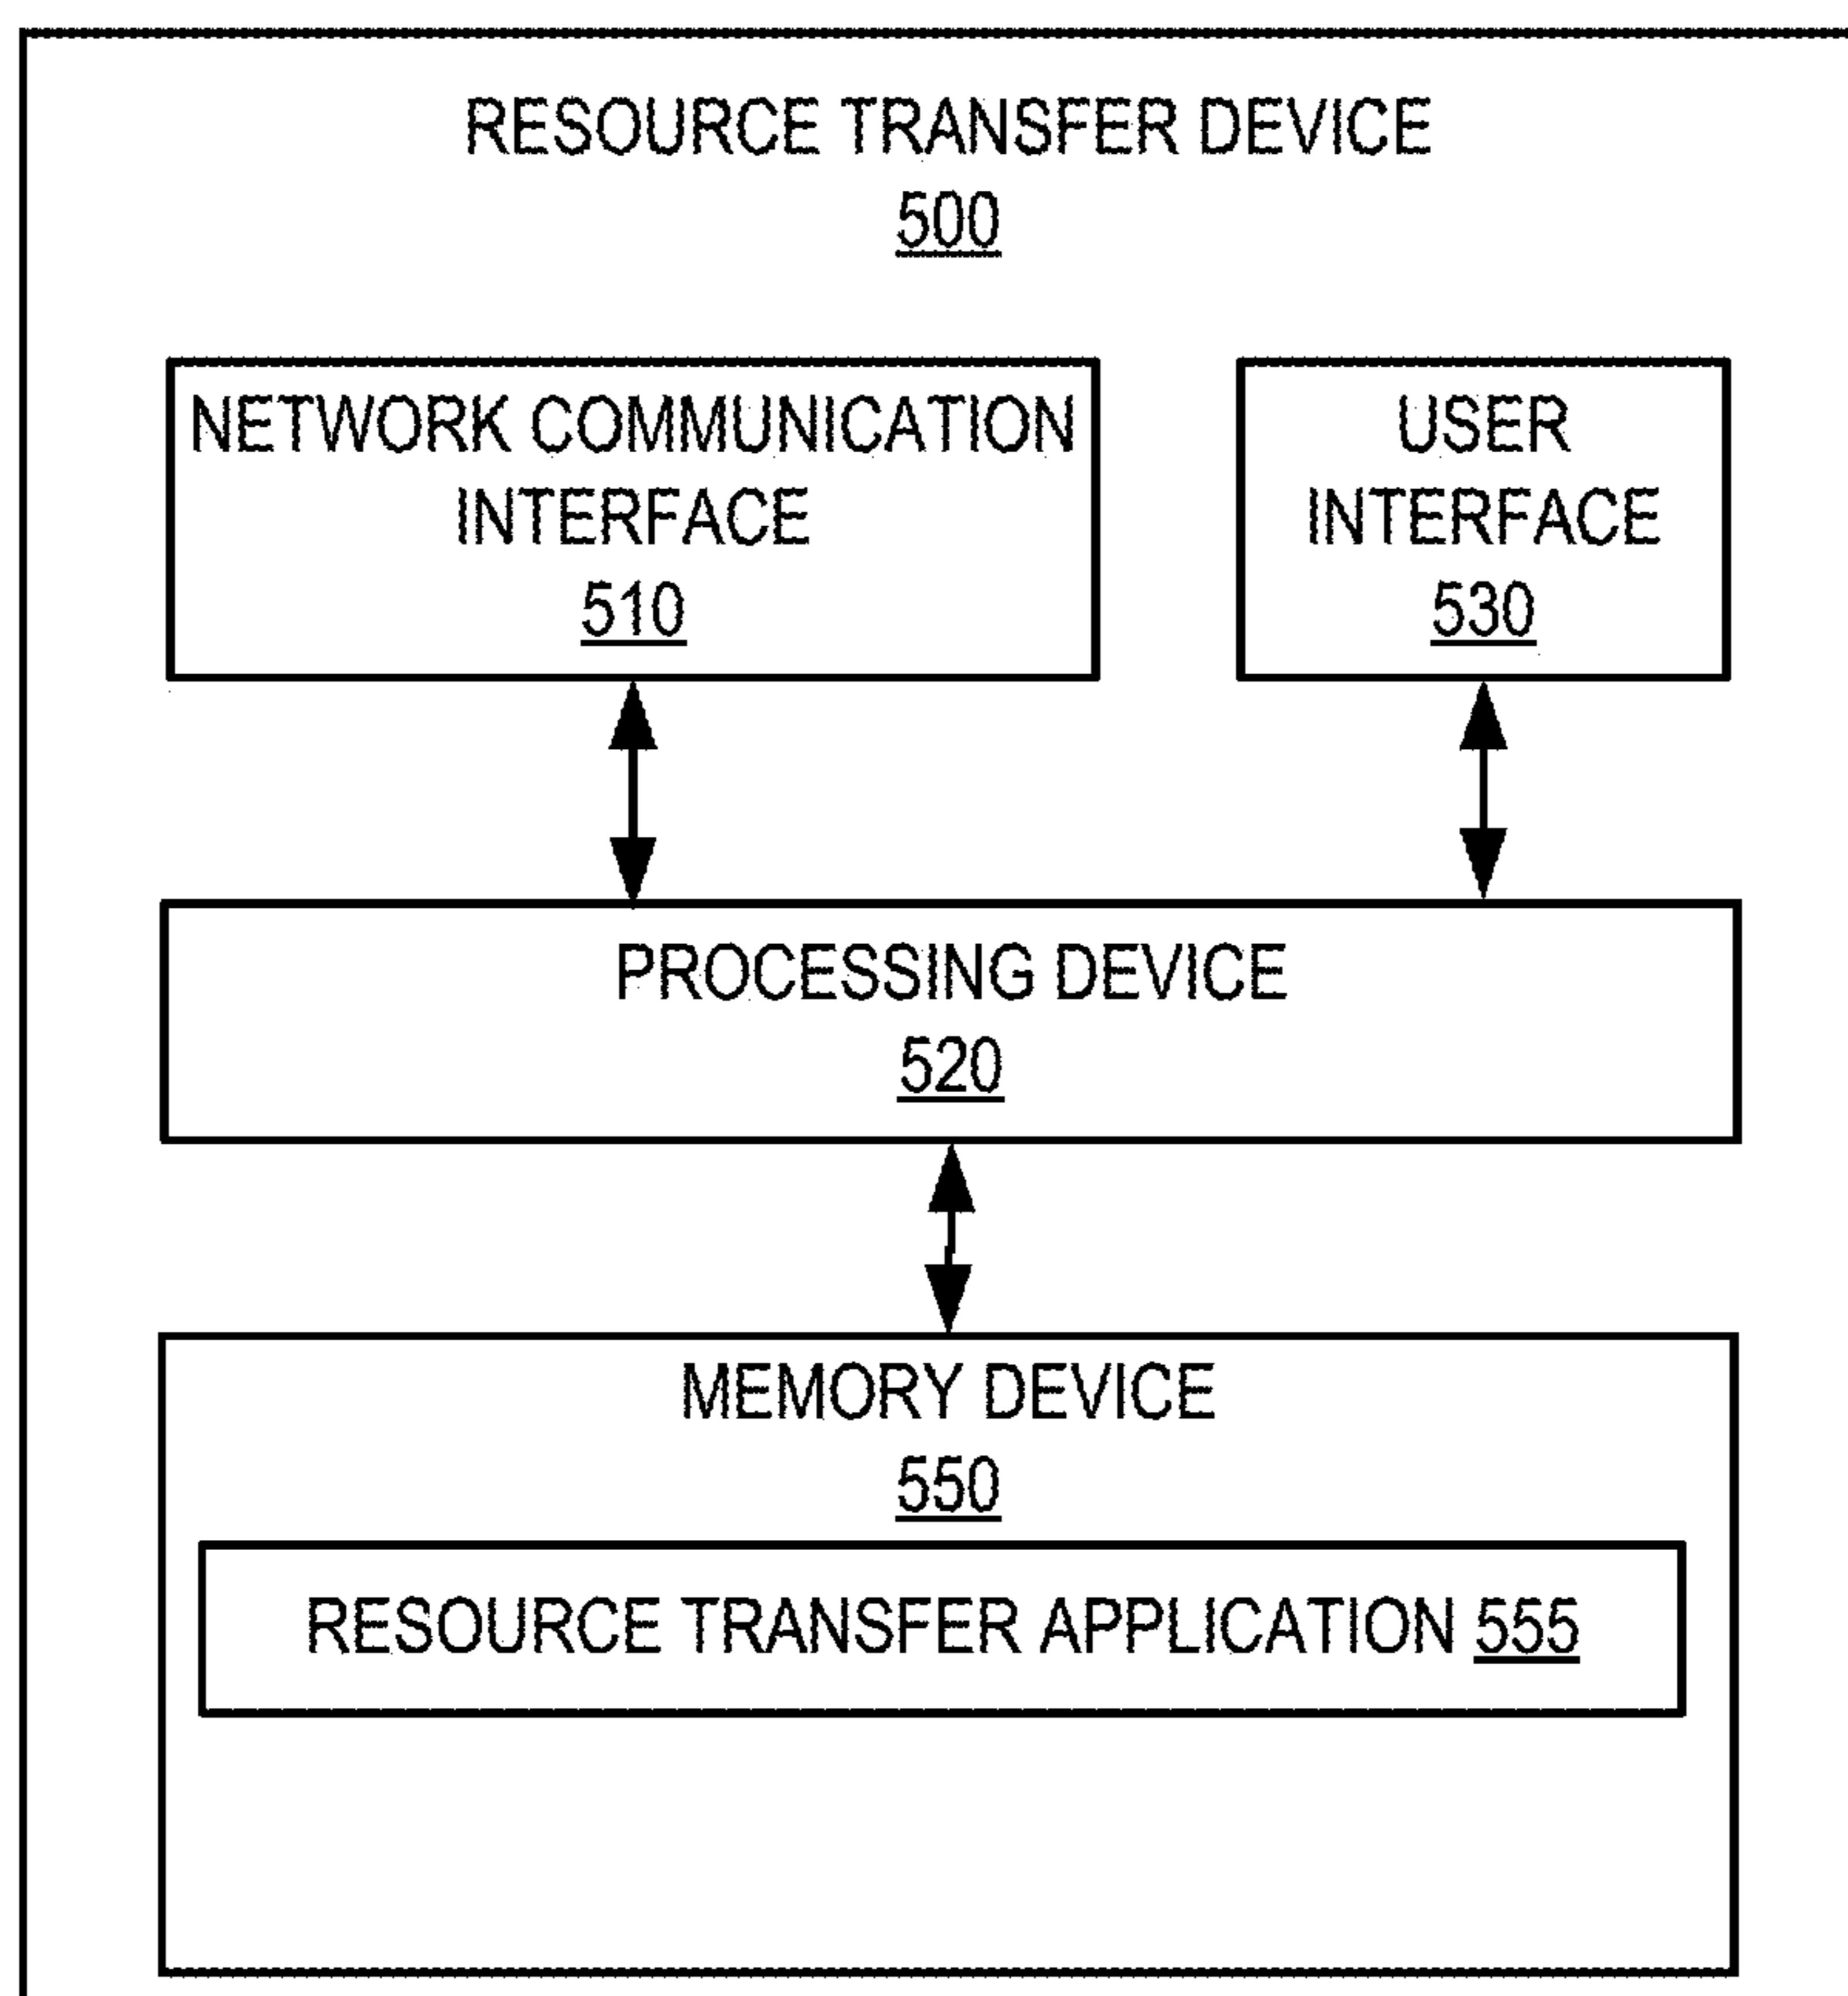 RESOURCE TRANSFER DEVICE
500
NETWORK COMMUNICATION
INTERFACE
510
USER
INTERFACE
530
PROCESSING DEVICE
520
MEMORY DEVICE
550
RESOURCE TRANSFER APPLICATION 555